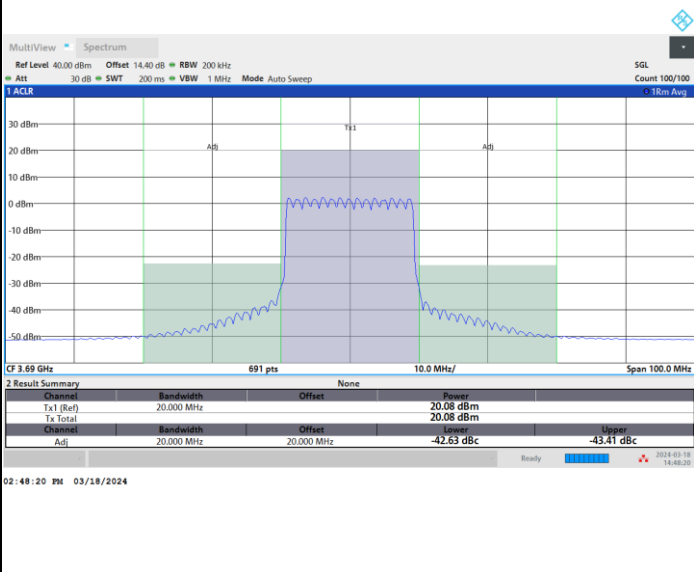 MultiView Spectrum
Ref Level 40.00 dBm Offset 14.40 dB RBW 200 kHz SGL
Att 30 dB SWT 200 ms VBW 1 MHz Mode Auto Sweep Count 100/100
1 ACLR 1Rm Avg
30 dBm
Tx1
20 dBm Adj Adj
10 dBm
0 dBm
-10 dBm
-20 dBm
-30 dBm
-40 dBm
-50 dBm
CF 3.69 GHz 691 pts 10.0 MHz/ Span 100.0 MHz
2 Result Summary None
Channel Bandwidth Offset Power
Tx1 (Ref) 20.000 MHz 20.08 dBm
Tx Total 20.08 dBm
Channel Bandwidth Offset Lower Upper
Adj 20.000 MHz 20.000 MHz -42.63 dBc -43.41 dBc
Ready 2024-03-18
14:48:20
02:48:20 PM 03/18/2024